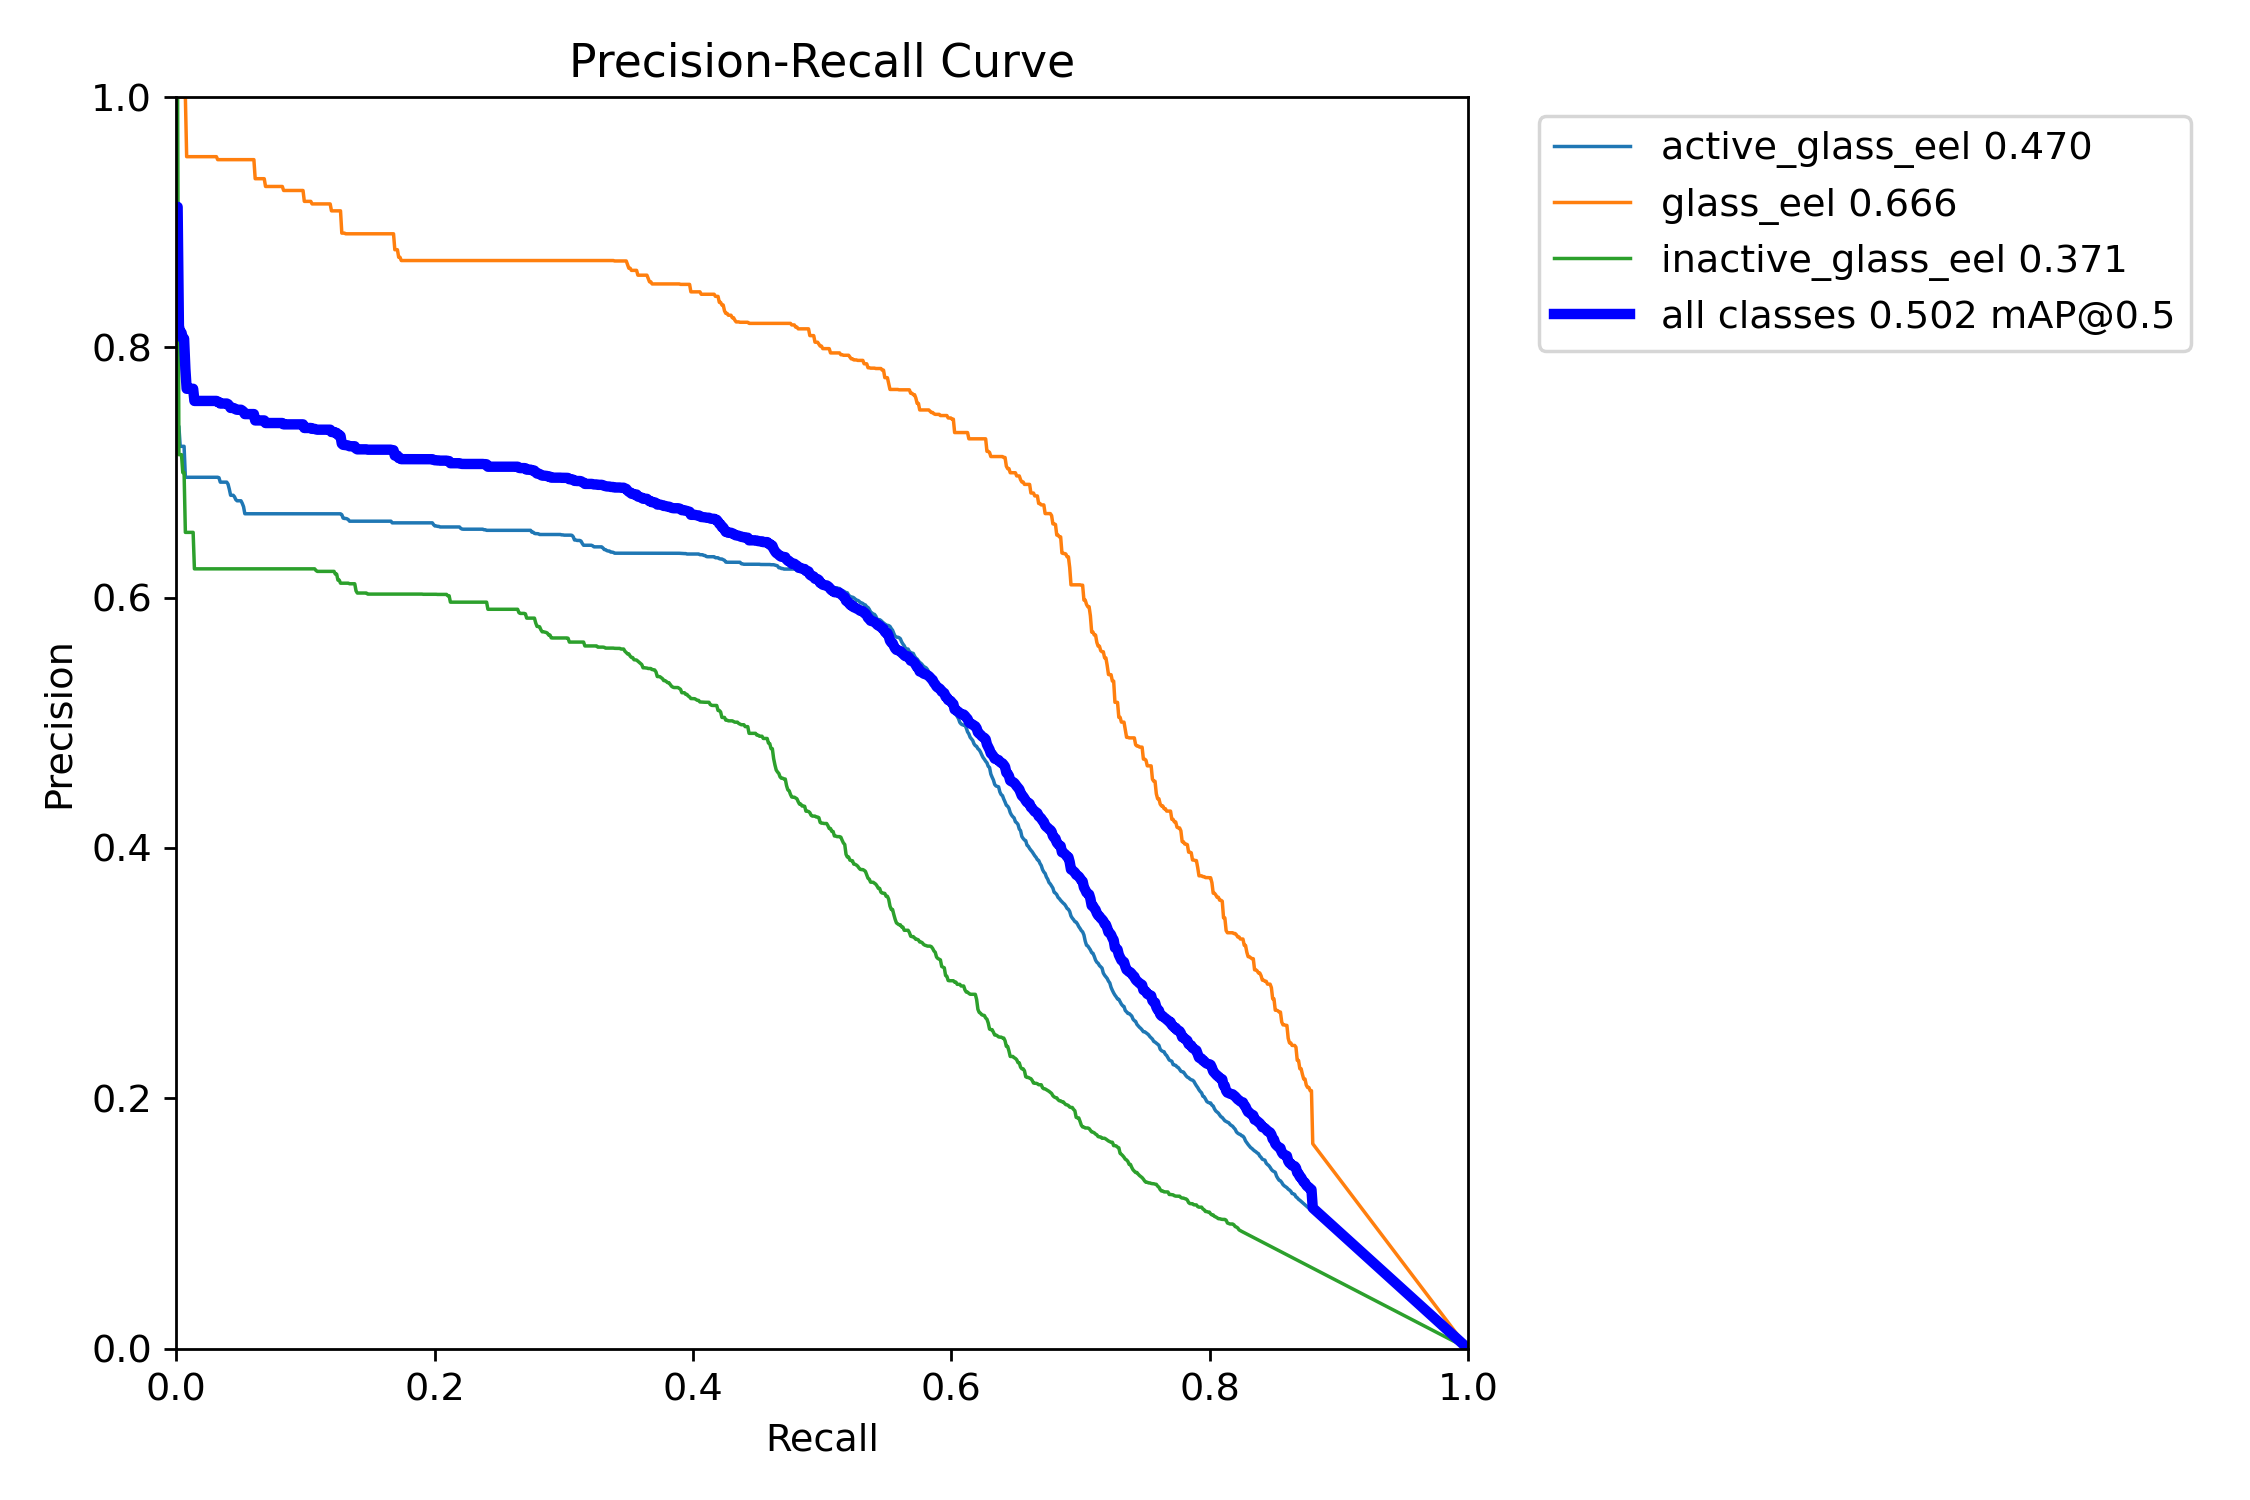 Precision-Recall Curve
active_glass_eel 0.470
glass_eel 0.666
inactive_glass_eel 0.371
all classes 0.502 mAP@0.5
Precision
1.0
0.8
0.6
0.4
0.2
0.0
0.0 0.2 0.4 0.6 0.8 1.0
Recall